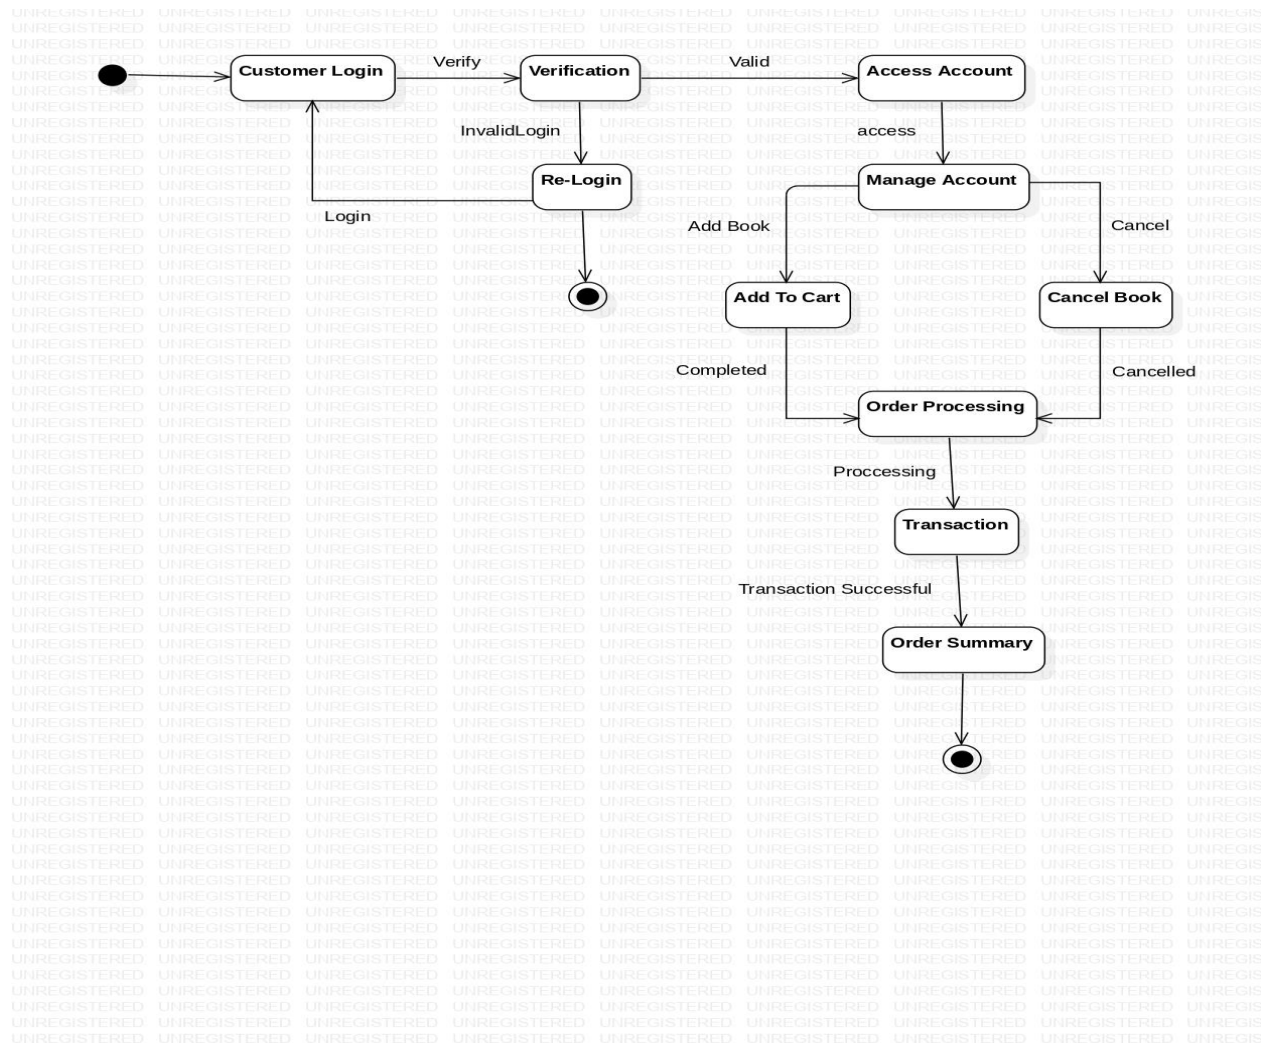 Customer Login
Verify
Verification
Valid
Access Account
InvalidLogin
access
Re-Login
Manage Account
Login
Add Book
Cancel
Add To Cart
Cancel Book
Completed
Cancelled
Order Processing
Proccessing
Transaction
Transaction Successful
Order Summary
UNREGISTERED